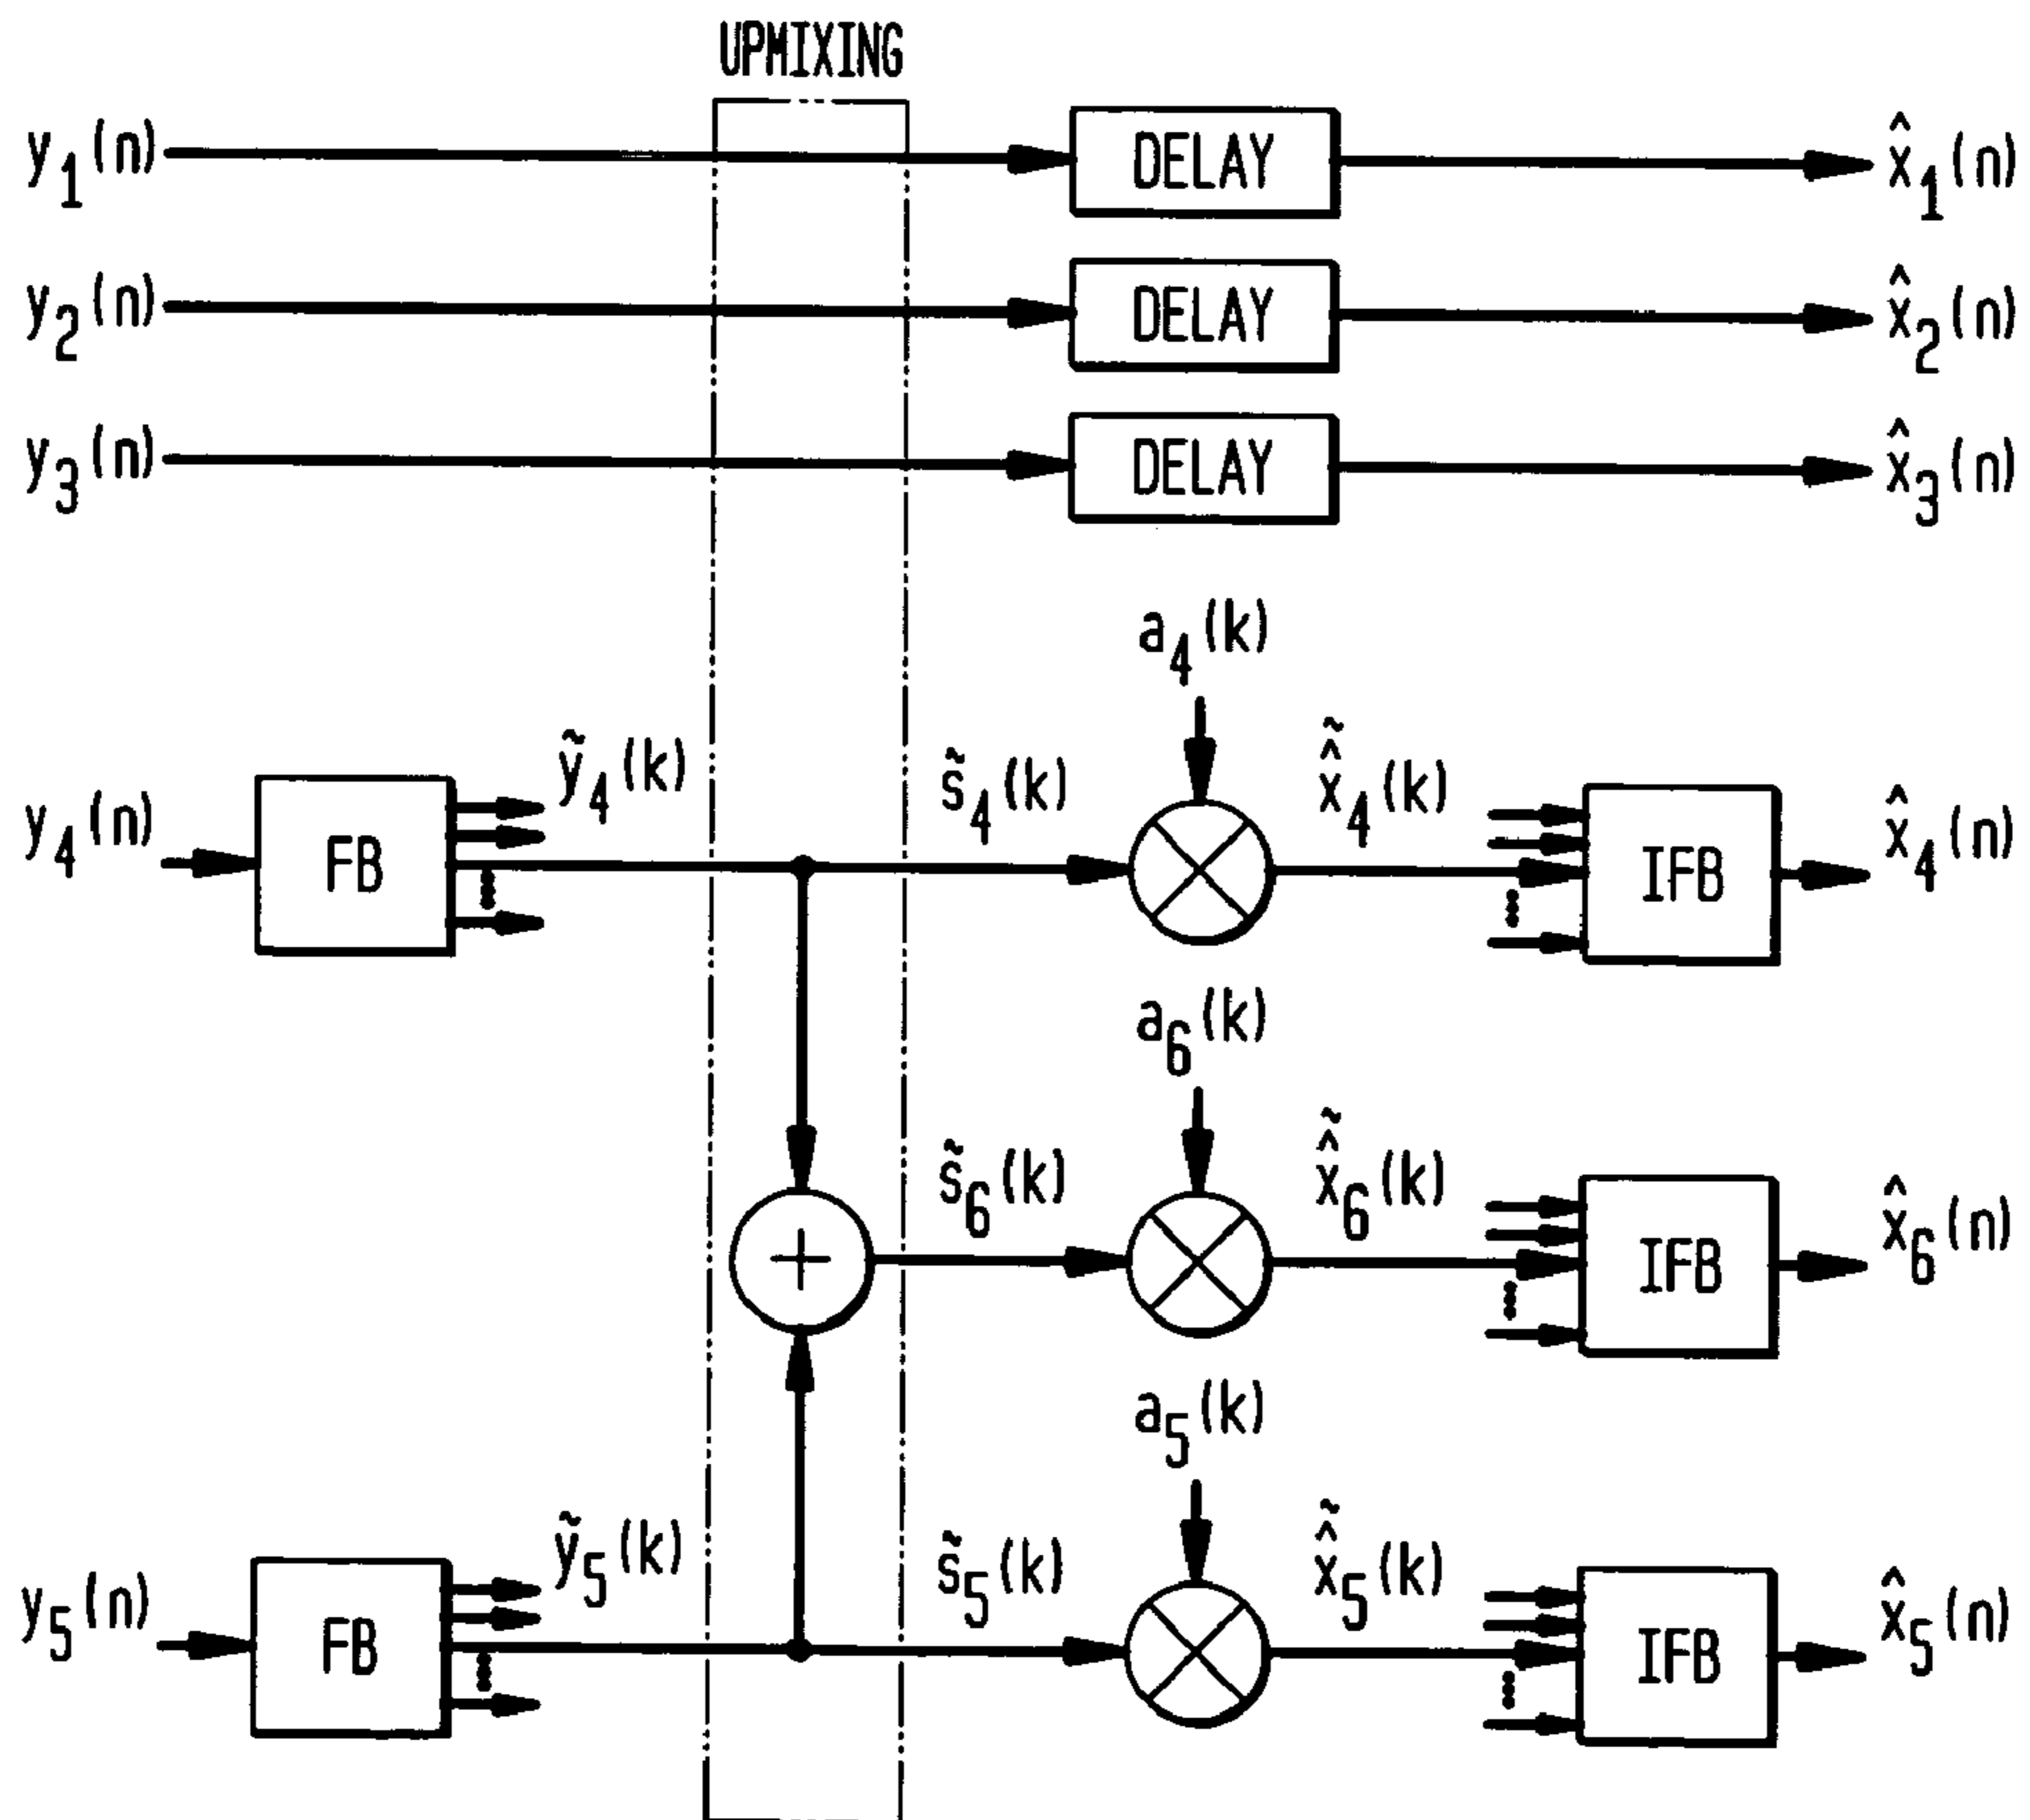 UPMIXING
y₁(n) DELAY x̂₁(n)
y₂(n) DELAY x̂₂(n)
y₃(n) DELAY x̂₃(n)
a₄(k)
y₄(n) FB ỹ₄(k) s̃₄(k) x̂̃₄(k) IFB x̂₄(n)
a₆(k)
+ s̃₆(k) x̂̃₆(k) IFB x̂₆(n)
a₅(k)
y₅(n) FB ỹ₅(k) s̃₅(k) x̂̃₅(k) IFB x̂₅(n)